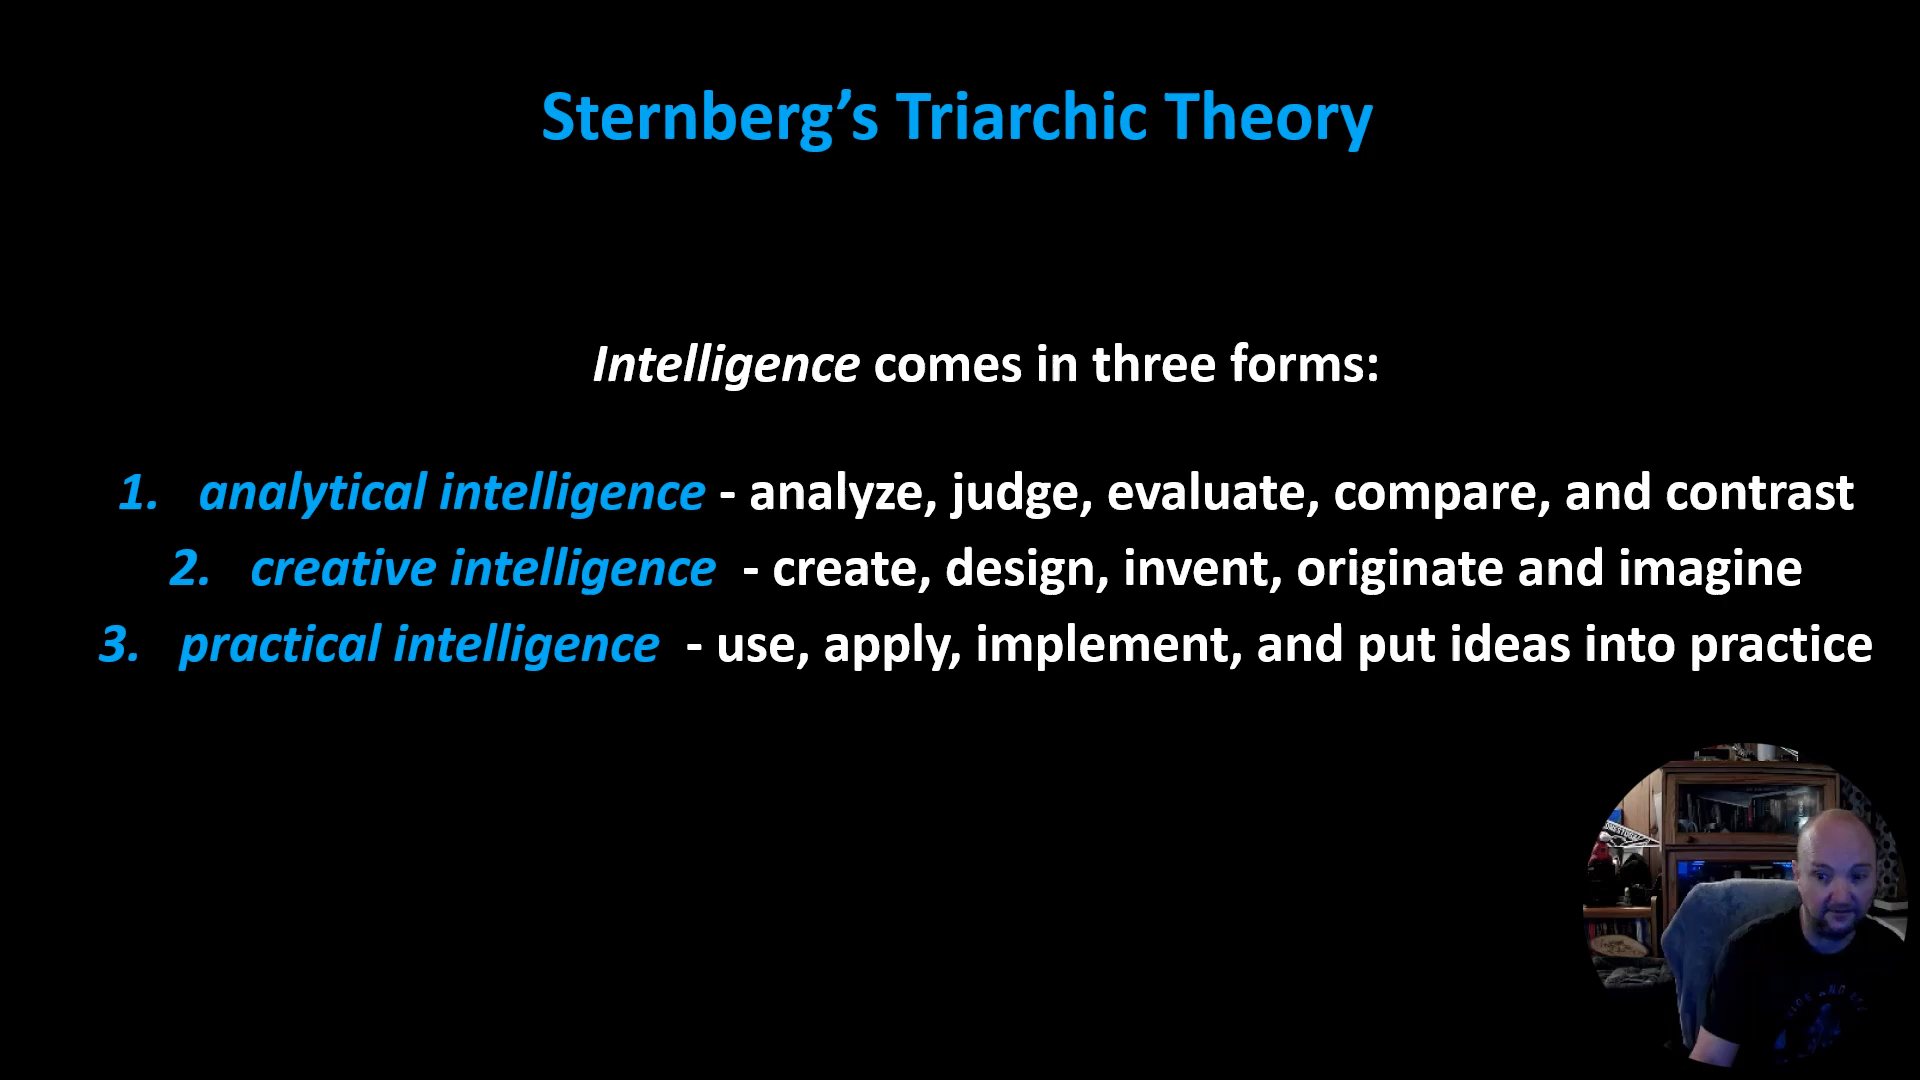 Sternberg’s Triarchic Theory
Intelligence comes in three forms:
1. analytical intelligence - analyze, judge, evaluate, compare, and contrast
2. creative intelligence - create, design, invent, originate and imagine
3. practical intelligence - use, apply, implement, and put ideas into practice